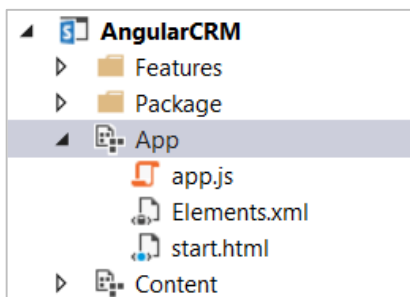 AngularCRM
Features
Package
App
app.js
Elements.xml
start.html
Content